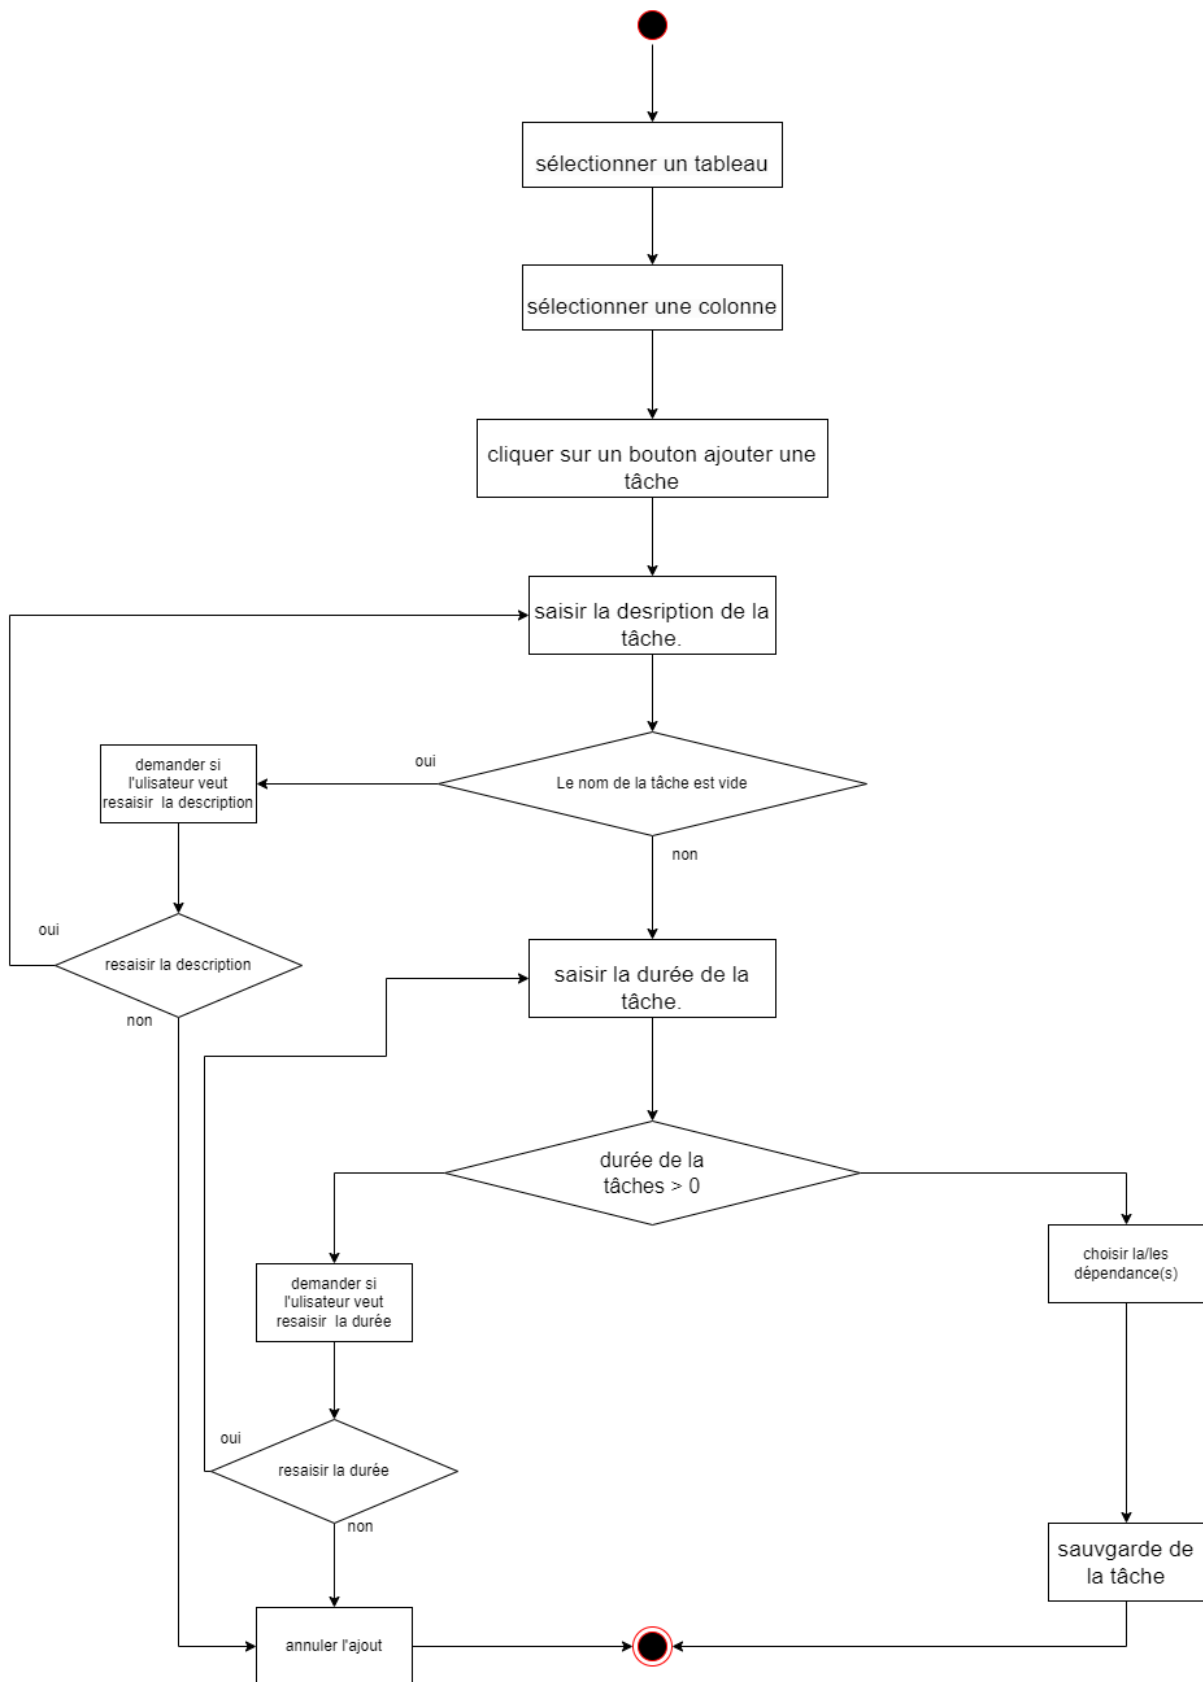 sélectionner un tableau
sélectionner une colonne
cliquer sur un bouton ajouter une
tâche
saisir la desription de la
tâche.
oui
Le nom de la tâche est vide
demander si
l'ulisateur veut
resaisir la description
non
oui
resaisir la description
non
saisir la durée de la
tâche.
durée de la
tâches > 0
choisir la/les
dépendance(s)
demander si
l'ulisateur veut
resaisir la durée
oui
resaisir la durée
non
sauvgarde de
la tâche
annuler l'ajout